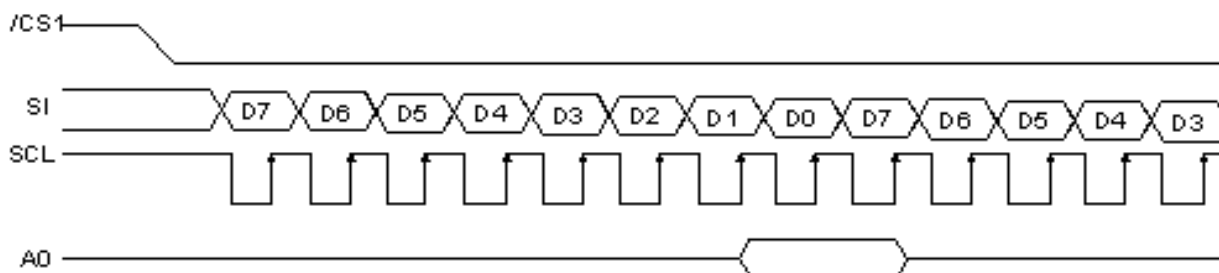 /CS1
SI D7 D6 D5 D4 D3 D2 D1 D0 D7 D6 D5 D4 D3
SCL
A0